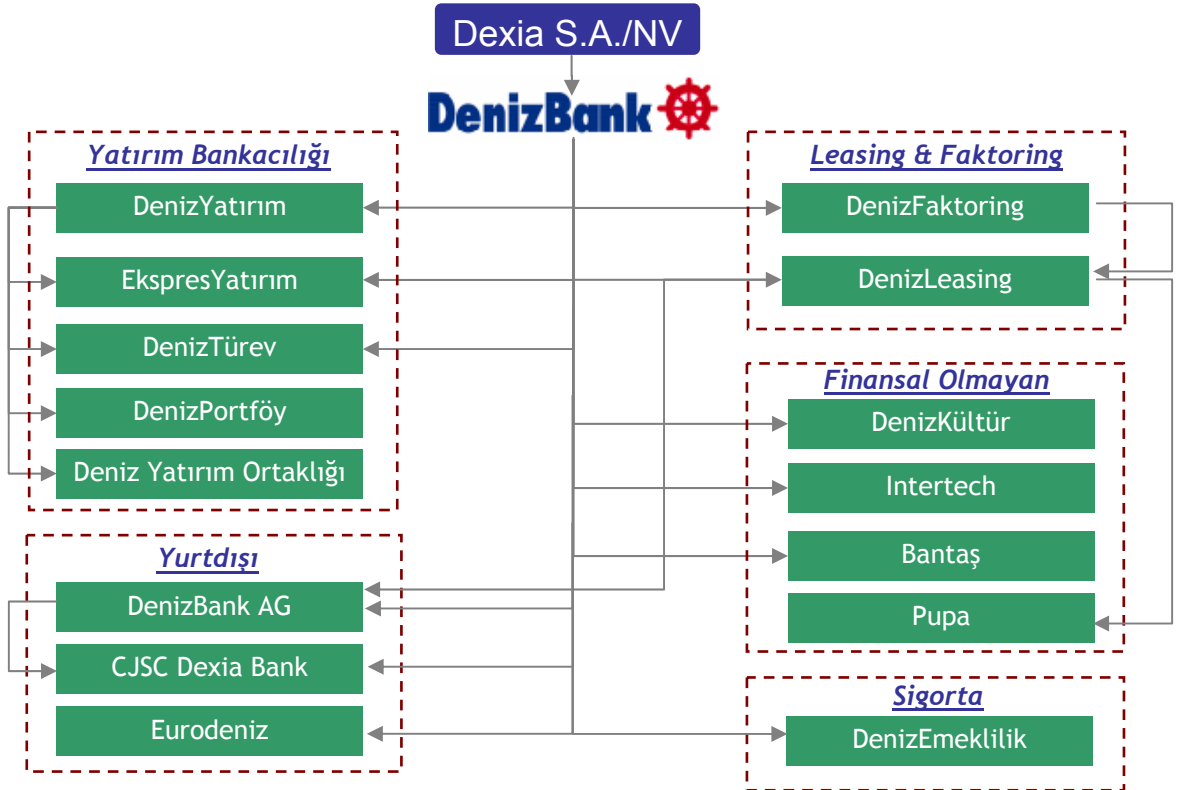 Dexia S.A./NV
DenizBank
Yatırım Bankacılığı
DenizYatırım
EkspresYatırım
DenizTürev
DenizPortföy
Deniz Yatırım Ortaklığı
Yurtdışı
DenizBank AG
CJSC Dexia Bank
Eurodeniz
Leasing & Faktoring
DenizFaktoring
DenizLeasing
Finansal Olmayan
DenizKültür
Intertech
Bantaş
Pupa
Sigorta
DenizEmeklilik